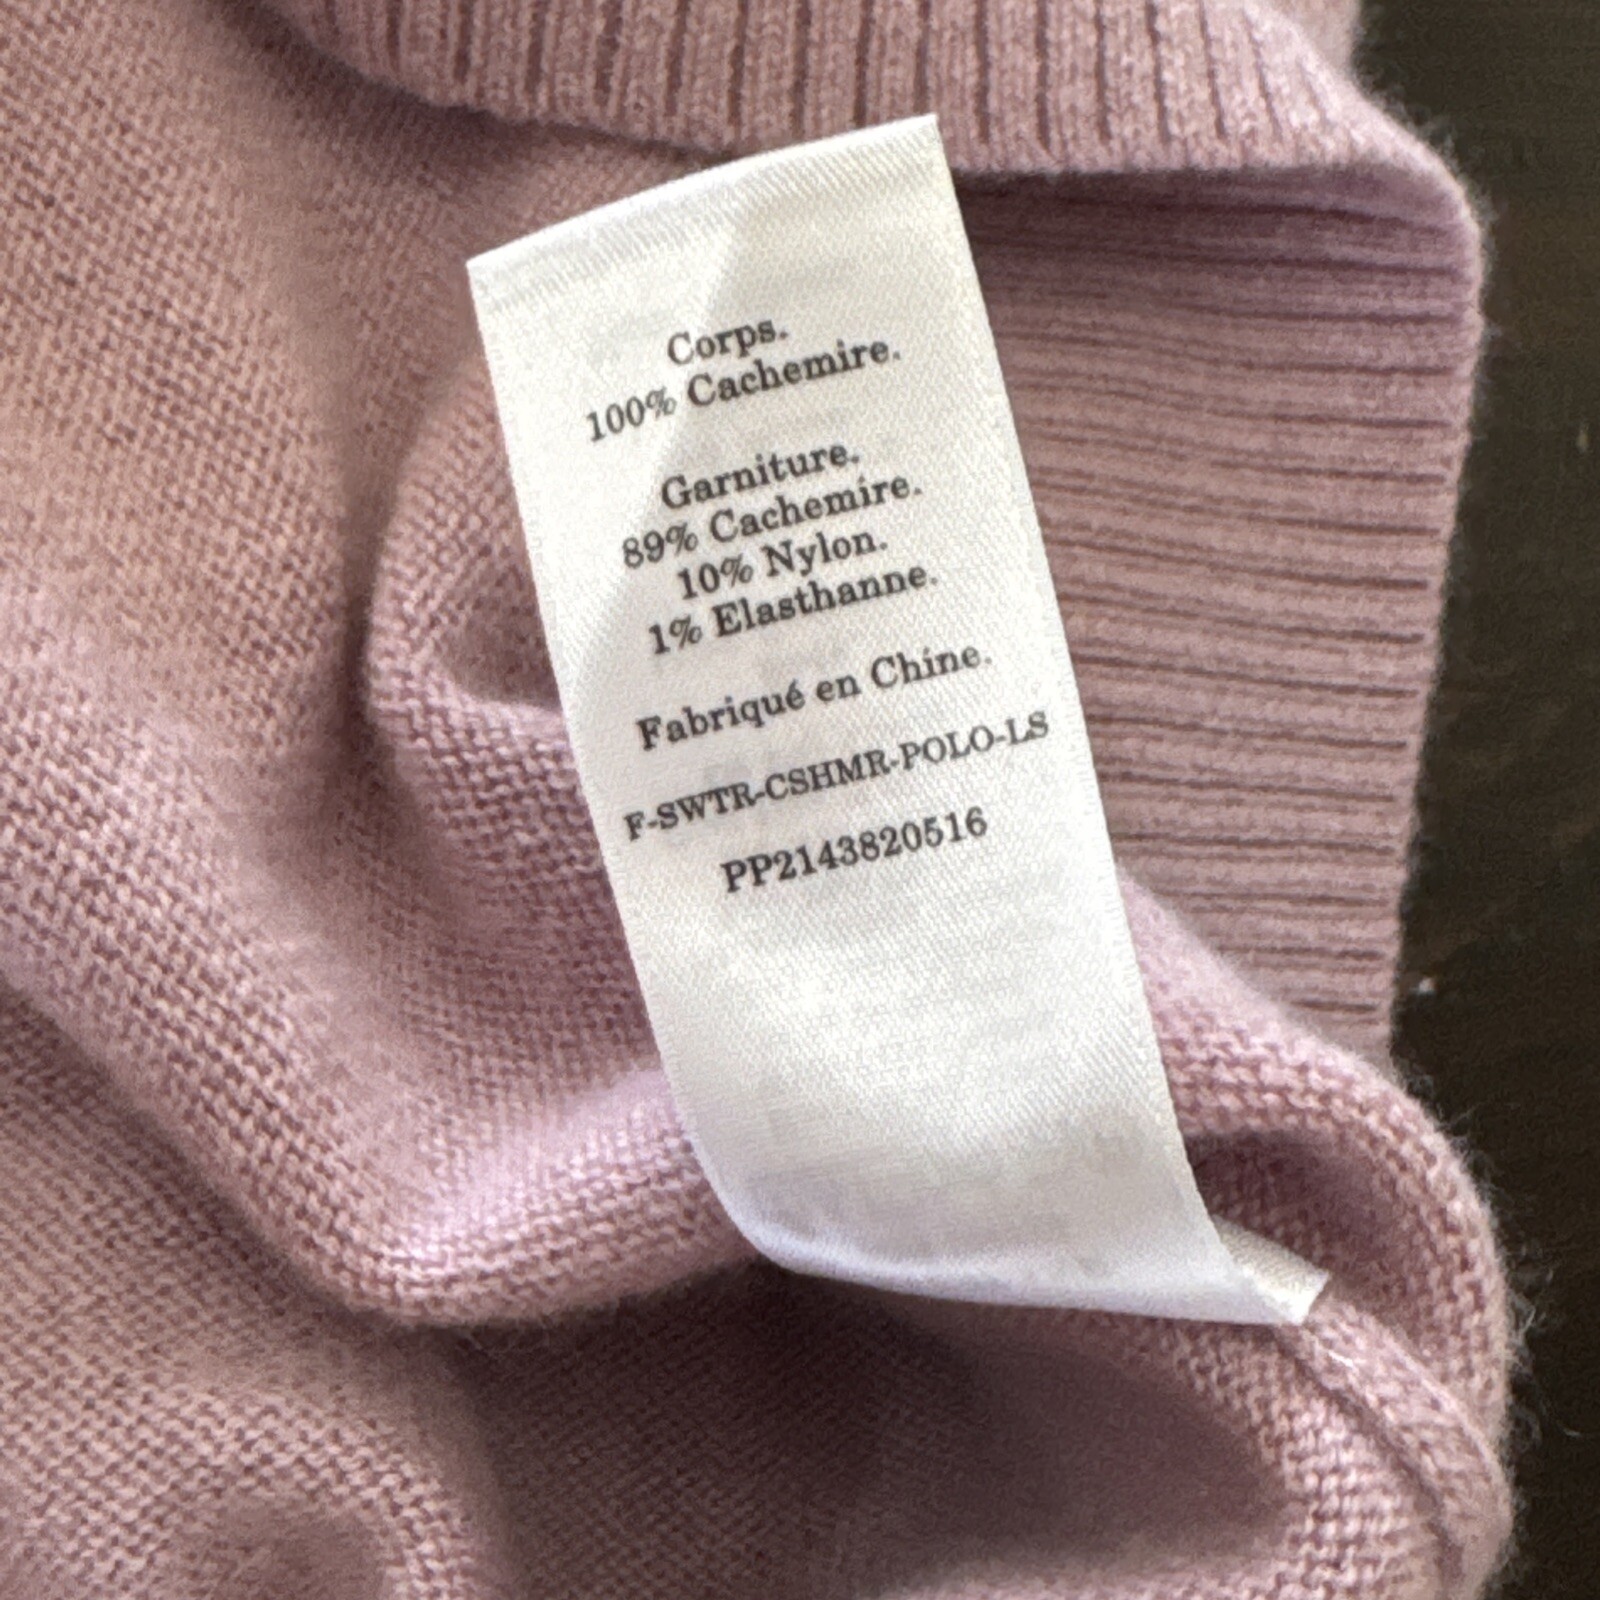 Corps.
100% Cachemire.
Garniture.
89% Cachemire.
10% Nylon.
1% Elasthanne.
Fabriqué en Chine.
F-SWTR-CSHMR-POLO-LS
PP2143820516